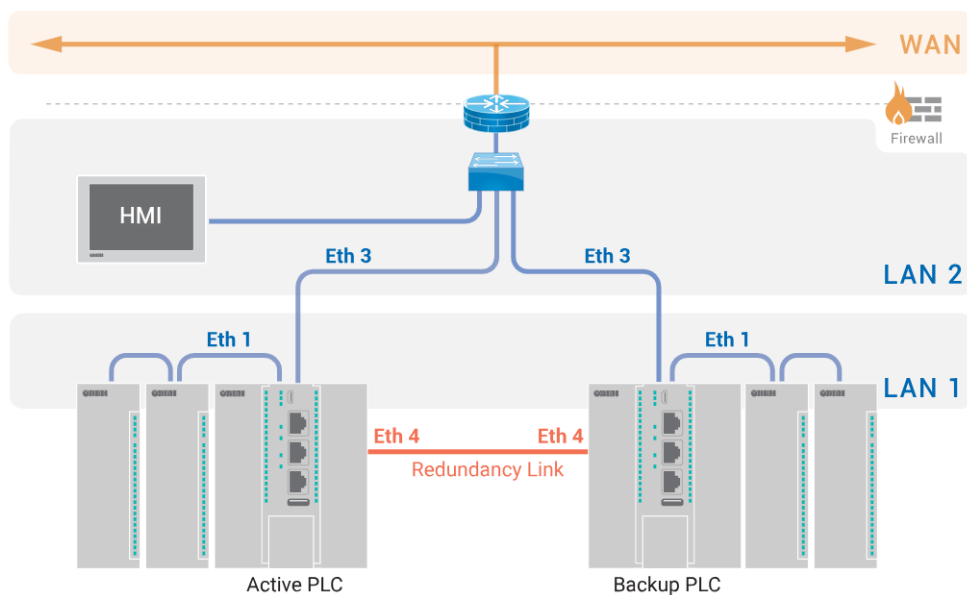 WAN
Firewall
HMI
Eth 3
Eth 3
LAN 2
Eth 1
Eth 1
LAN 1
Eth 4
Eth 4
Redundancy Link
Active PLC
Backup PLC